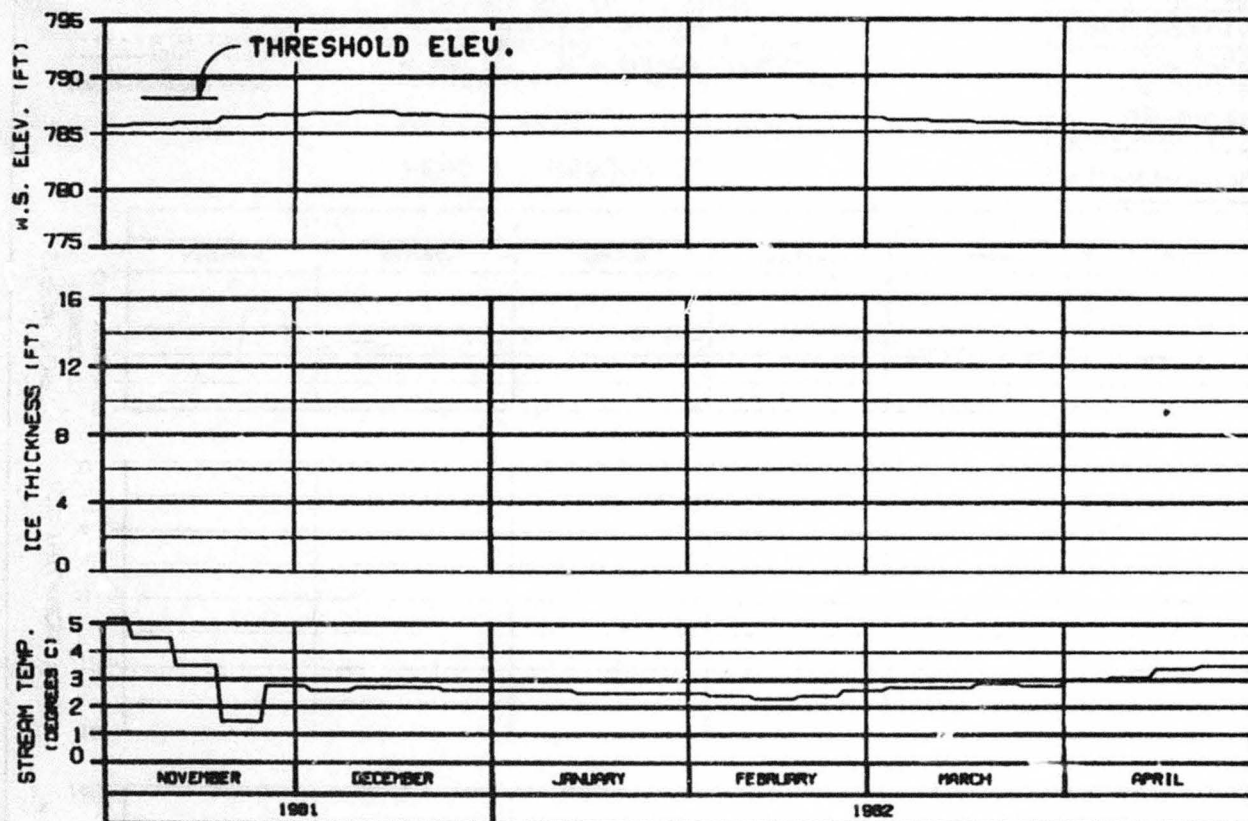 795
THRESHOLD ELEV.
790
785
780
775
W.S. ELEV. (FT)
16
12
8
4
0
ICE THICKNESS (FT)
5
4
3
2
1
0
STREAM TEMP.
(DEGREES C)
NOVEMBER DECEMBER JANUARY FEBRUARY MARCH APRIL
1981 1982